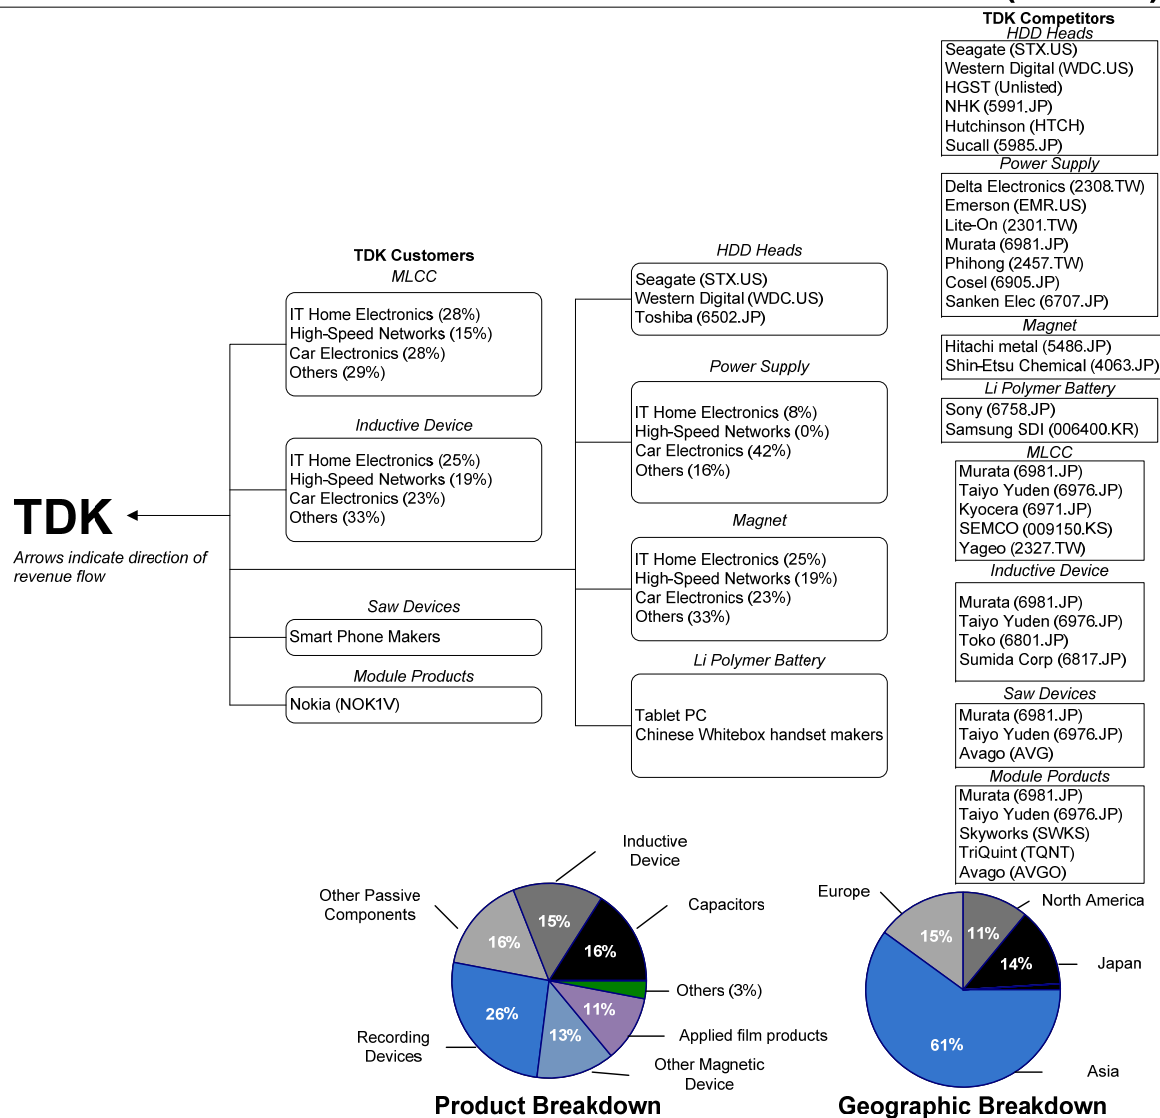 TDK Competitors
HDD Heads
Seagate (STX.US)
Western Digital (WDC.US)
HGST (Unlisted)
NHK (5991.JP)
Hutchinson (HTCH)
Sucall (5985.JP)
Power Supply
Delta Electronics (2308.TW)
Emerson (EMR.US)
Lite-On (2301.TW)
Murata (6981.JP)
Phihong (2457.TW)
Cosel (6905.JP)
Sanken Elec (6707.JP)
Magnet
Hitachi metal (5486.JP)
Shin-Etsu Chemical (4063.JP)
Li Polymer Battery
Sony (6758.JP)
Samsung SDI (006400.KR)
MLCC
Murata (6981.JP)
Taiyo Yuden (6976.JP)
Kyocera (6971.JP)
SEMCO (009150.KS)
Yageo (2327.TW)
Inductive Device
Murata (6981.JP)
Taiyo Yuden (6976.JP)
Toko (6801.JP)
Sumida Corp (6817.JP)
Saw Devices
Murata (6981.JP)
Taiyo Yuden (6976.JP)
Avago (AVG)
Module Porducts
Murata (6981.JP)
Taiyo Yuden (6976.JP)
Skyworks (SWKS)
TriQuint (TQNT)
Avago (AVGO)
TDK Customers
MLCC
IT Home Electronics (28%)
High-Speed Networks (15%)
Car Electronics (28%)
Others (29%)
Inductive Device
IT Home Electronics (25%)
High-Speed Networks (19%)
Car Electronics (23%)
Others (33%)
Saw Devices
Smart Phone Makers
Module Products
Nokia (NOK1V)
HDD Heads
Seagate (STX.US)
Western Digital (WDC.US)
Toshiba (6502.JP)
Power Supply
IT Home Electronics (8%)
High-Speed Networks (0%)
Car Electronics (42%)
Others (16%)
Magnet
IT Home Electronics (25%)
High-Speed Networks (19%)
Car Electronics (23%)
Others (33%)
Li Polymer Battery
Tablet PC
Chinese Whitebox handset makers
TDK
Arrows indicate direction of
revenue flow
Inductive
Device
Other Passive
Components
Capacitors
15%
16%
16%
Others (3%)
26%
11%
13%
Recording
Devices
Applied film products
Other Magnetic
Device
Product Breakdown
Europe
North America
15%
11%
14%
Japan
61%
Asia
Geographic Breakdown